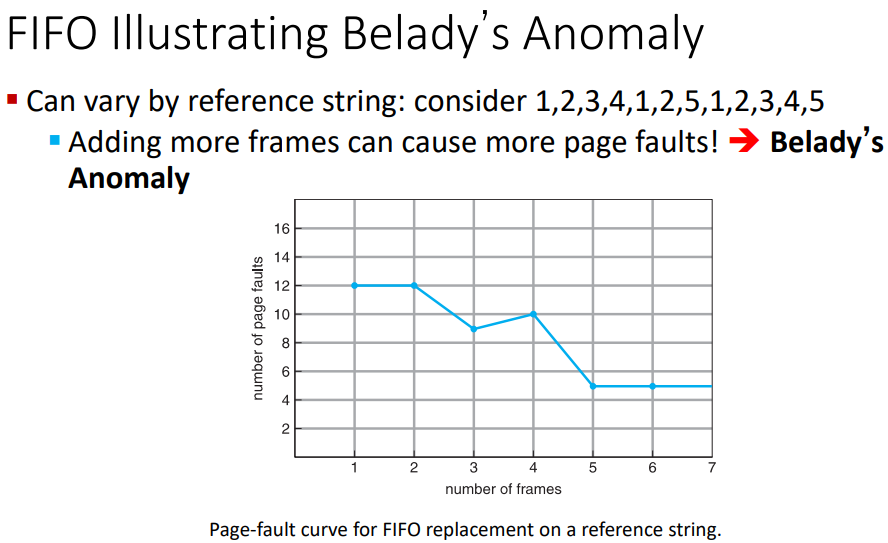 FIFO Illustrating Belady’s Anomaly
▪ Can vary by reference string: consider 1,2,3,4,1,2,5,1,2,3,4,5
▪ Adding more frames can cause more page faults! ➔ Belady’s
Anomaly
number of page faults
16
14
12
10
8
6
4
2
1 2 3 4 5 6 7
number of frames
Page-fault curve for FIFO replacement on a reference string.